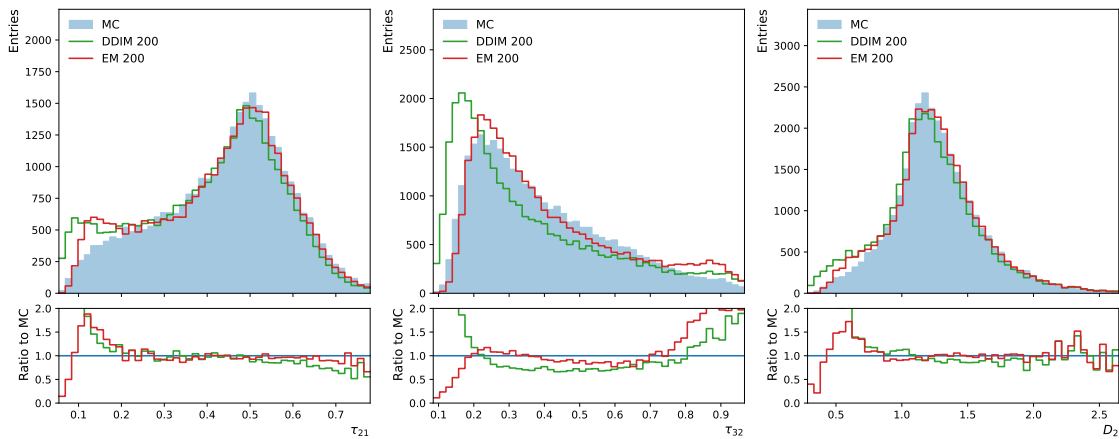 Entries
2000
1750
1500
1250
1000
750
500
250
0
MC
DDIM 200
EM 200
Ratio to MC
2.0
1.5
1.0
0.5
0.0
0.1 0.2 0.3 0.4 0.5 0.6 0.7
τ21
Entries
2500
2000
1500
1000
500
0
MC
DDIM 200
EM 200
Ratio to MC
2.0
1.5
1.0
0.5
0.0
0.1 0.2 0.3 0.4 0.5 0.6 0.7 0.8 0.9
τ32
Entries
3000
2500
2000
1500
1000
500
0
MC
DDIM 200
EM 200
Ratio to MC
2.0
1.5
1.0
0.5
0.0
0.5 1.0 1.5 2.0 2.5
D2